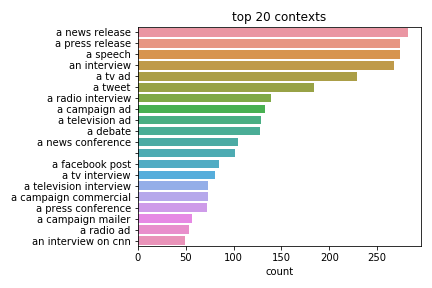 top 20 contexts
a news release
a press release
a speech
an interview
a tv ad
a tweet
a radio interview
a campaign ad
a television ad
a debate
a news conference
a facebook post
a tv interview
a television interview
a campaign commercial
a press conference
a campaign mailer
a radio ad
an interview on cnn
0 50 100 150 200 250
count